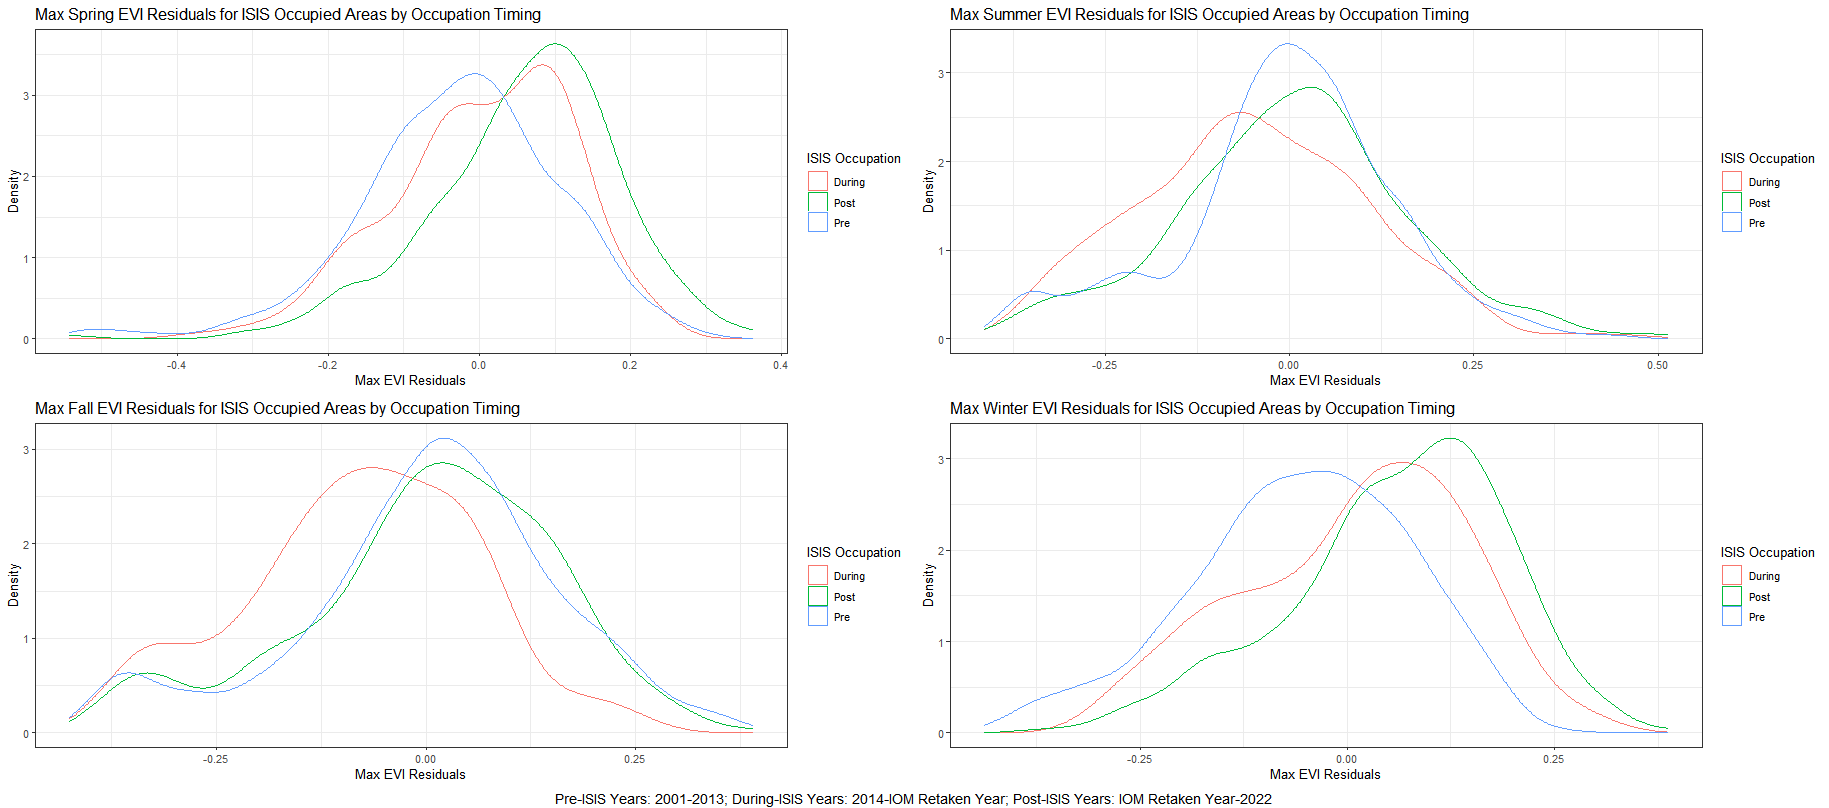 Max Spring EVI Residuals for ISIS Occupied Areas by Occupation Timing
Density
3
2
1
0
-0.4
-0.2
0.0
0.2
0.4
Max EVI Residuals
ISIS Occupation
During
Post
Pre
Max Summer EVI Residuals for ISIS Occupied Areas by Occupation Timing
Density
3
2
1
0
-0.25
0.00
0.25
0.50
Max EVI Residuals
ISIS Occupation
During
Post
Pre
Max Fall EVI Residuals for ISIS Occupied Areas by Occupation Timing
Density
3
2
1
0
-0.25
0.00
0.25
Max EVI Residuals
ISIS Occupation
During
Post
Pre
Max Winter EVI Residuals for ISIS Occupied Areas by Occupation Timing
Density
3
2
1
0
-0.25
0.00
0.25
Max EVI Residuals
ISIS Occupation
During
Post
Pre
Pre-ISIS Years: 2001-2013; During-ISIS Years: 2014-IOM Retaken Year; Post-ISIS Years: IOM Retaken Year-2022